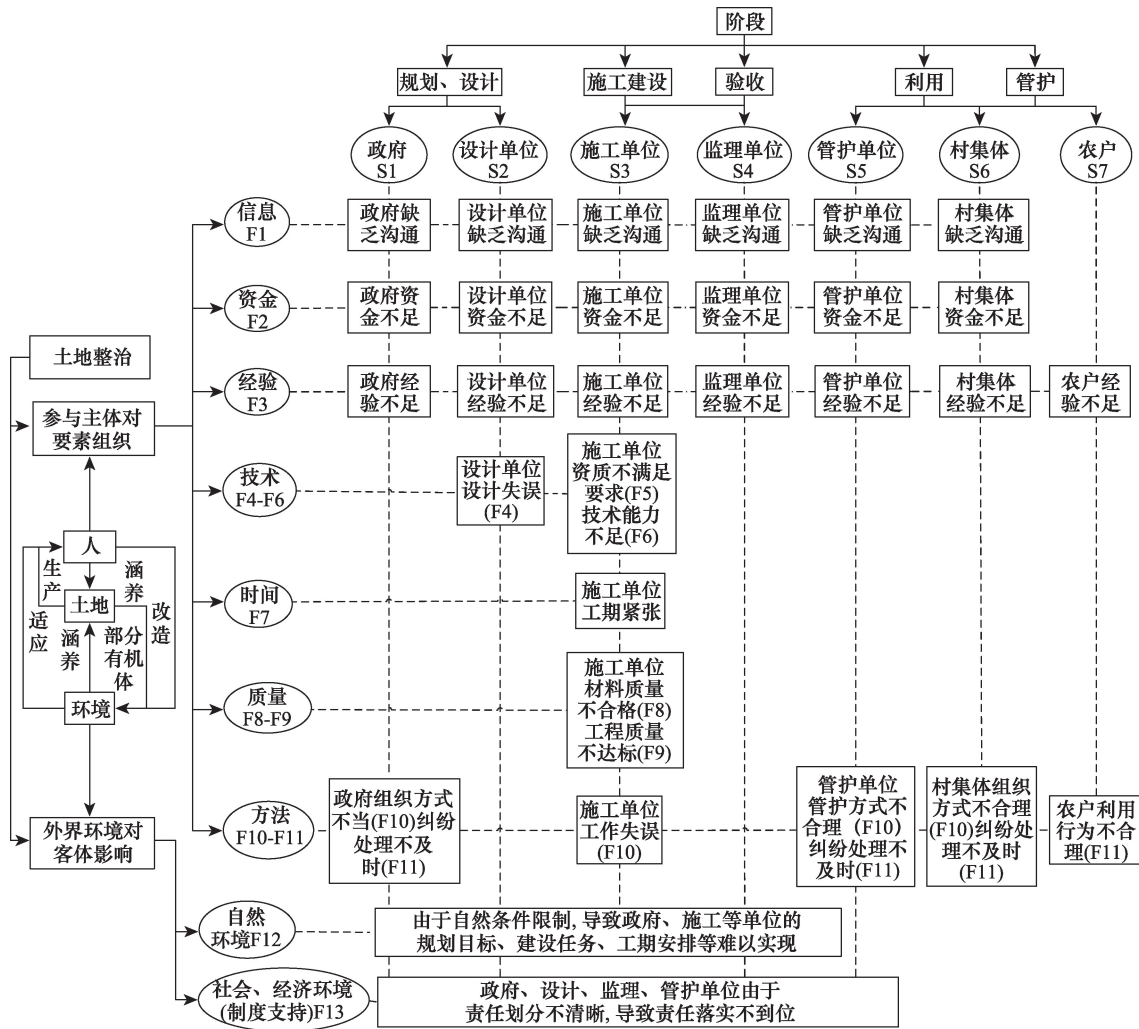 阶段
规划、设计
施工建设
验收
利用
管护
政府
S1
设计单位
S2
施工单位
S3
监理单位
S4
管护单位
S5
村集体
S6
农户
S7
信息
F1
政府缺
乏沟通
设计单位
缺乏沟通
施工单位
缺乏沟通
监理单位
缺乏沟通
管护单位
缺乏沟通
村集体
缺乏沟通
资金
F2
政府资
金不足
设计单位
资金不足
施工单位
资金不足
监理单位
资金不足
管护单位
资金不足
村集体
资金不足
土地整治
经验
F3
政府经
验不足
设计单位
经验不足
施工单位
经验不足
监理单位
经验不足
管护单位
经验不足
村集体
经验不足
农户经
验不足
参与主体对
要素组织
技术
F4-F6
设计单位
设计失误
(F4)
施工单位
资质不满足
要求(F5)
技术能力
不足(F6)
人
生产
涵养
土地
适应
涵养
部分
有机
体
改造
环境
时间
F7
施工单位
工期紧张
质量
F8-F9
施工单位
材料质量
不合格(F8)
工程质量
不达标(F9)
外界环境对
客体影响
方法
F10-F11
政府组织方式
不当(F10)纠纷
处理不及
时(F11)
施工单位
工作失误
(F10)
管护单位
管护方式不
合理（F10）
纠纷处理不
及时(F11)
村集体组织
方式不合理
(F10)纠纷处
理不及时
(F11)
农户利用
行为不合
理(F11)
自然
环境F12
由于自然条件限制, 导致政府、施工等单位的
规划目标、建设任务、工期安排等难以实现
社会、经济环境
(制度支持)F13
政府、设计、监理、管护单位由于
责任划分不清晰, 导致责任落实不到位